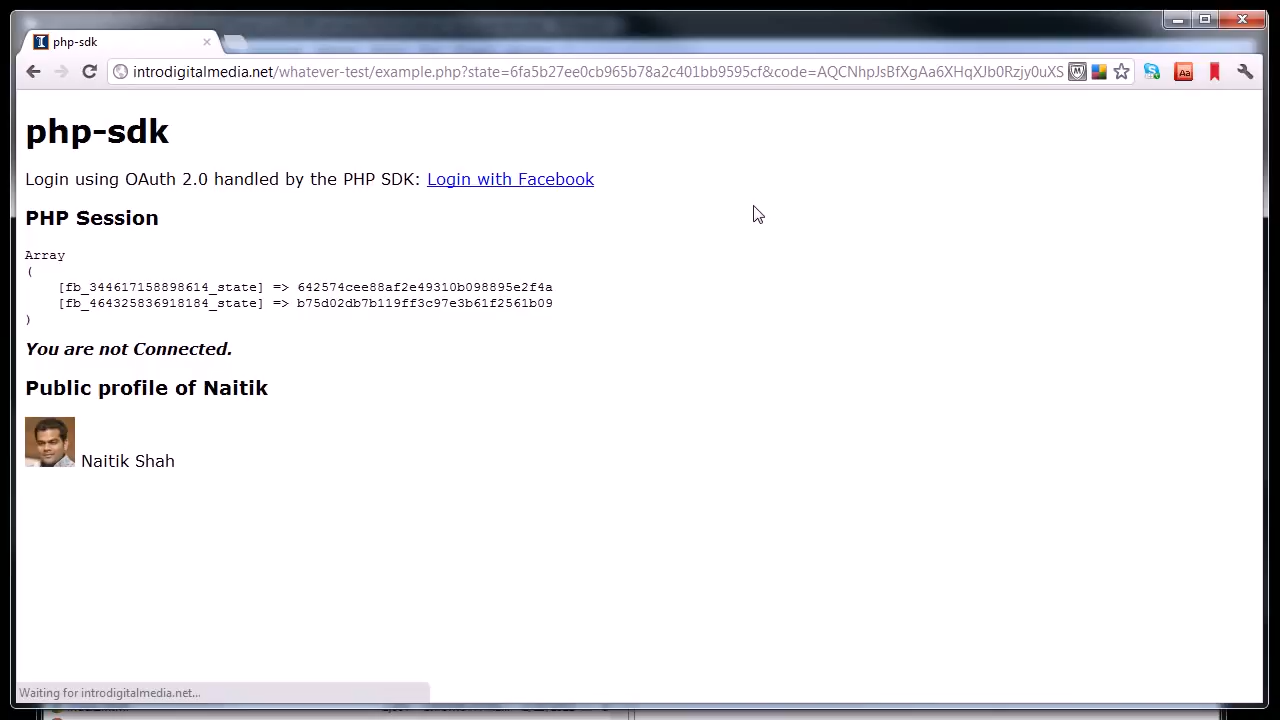 php-sdk
introdigitalmedia.net/whatever-test/example.php?state=6fa5b27ee0cb965b78a2c401bb9595cf&code=AQCNhpJsBfXgAa6XHqXJb0Rzjy0uXS
php-sdk
Login using OAuth 2.0 handled by the PHP SDK: Login with Facebook
PHP Session
Array
(
[fb_344617158898614_state] => 642574cee88af2e49310b098895e2f4a
[fb_464325836918184_state] => b75d02db7b119ff3c97e3b61f2561b09
)
You are not Connected.
Public profile of Naitik
Naitik Shah
Waiting for introdigitalmedia.net...